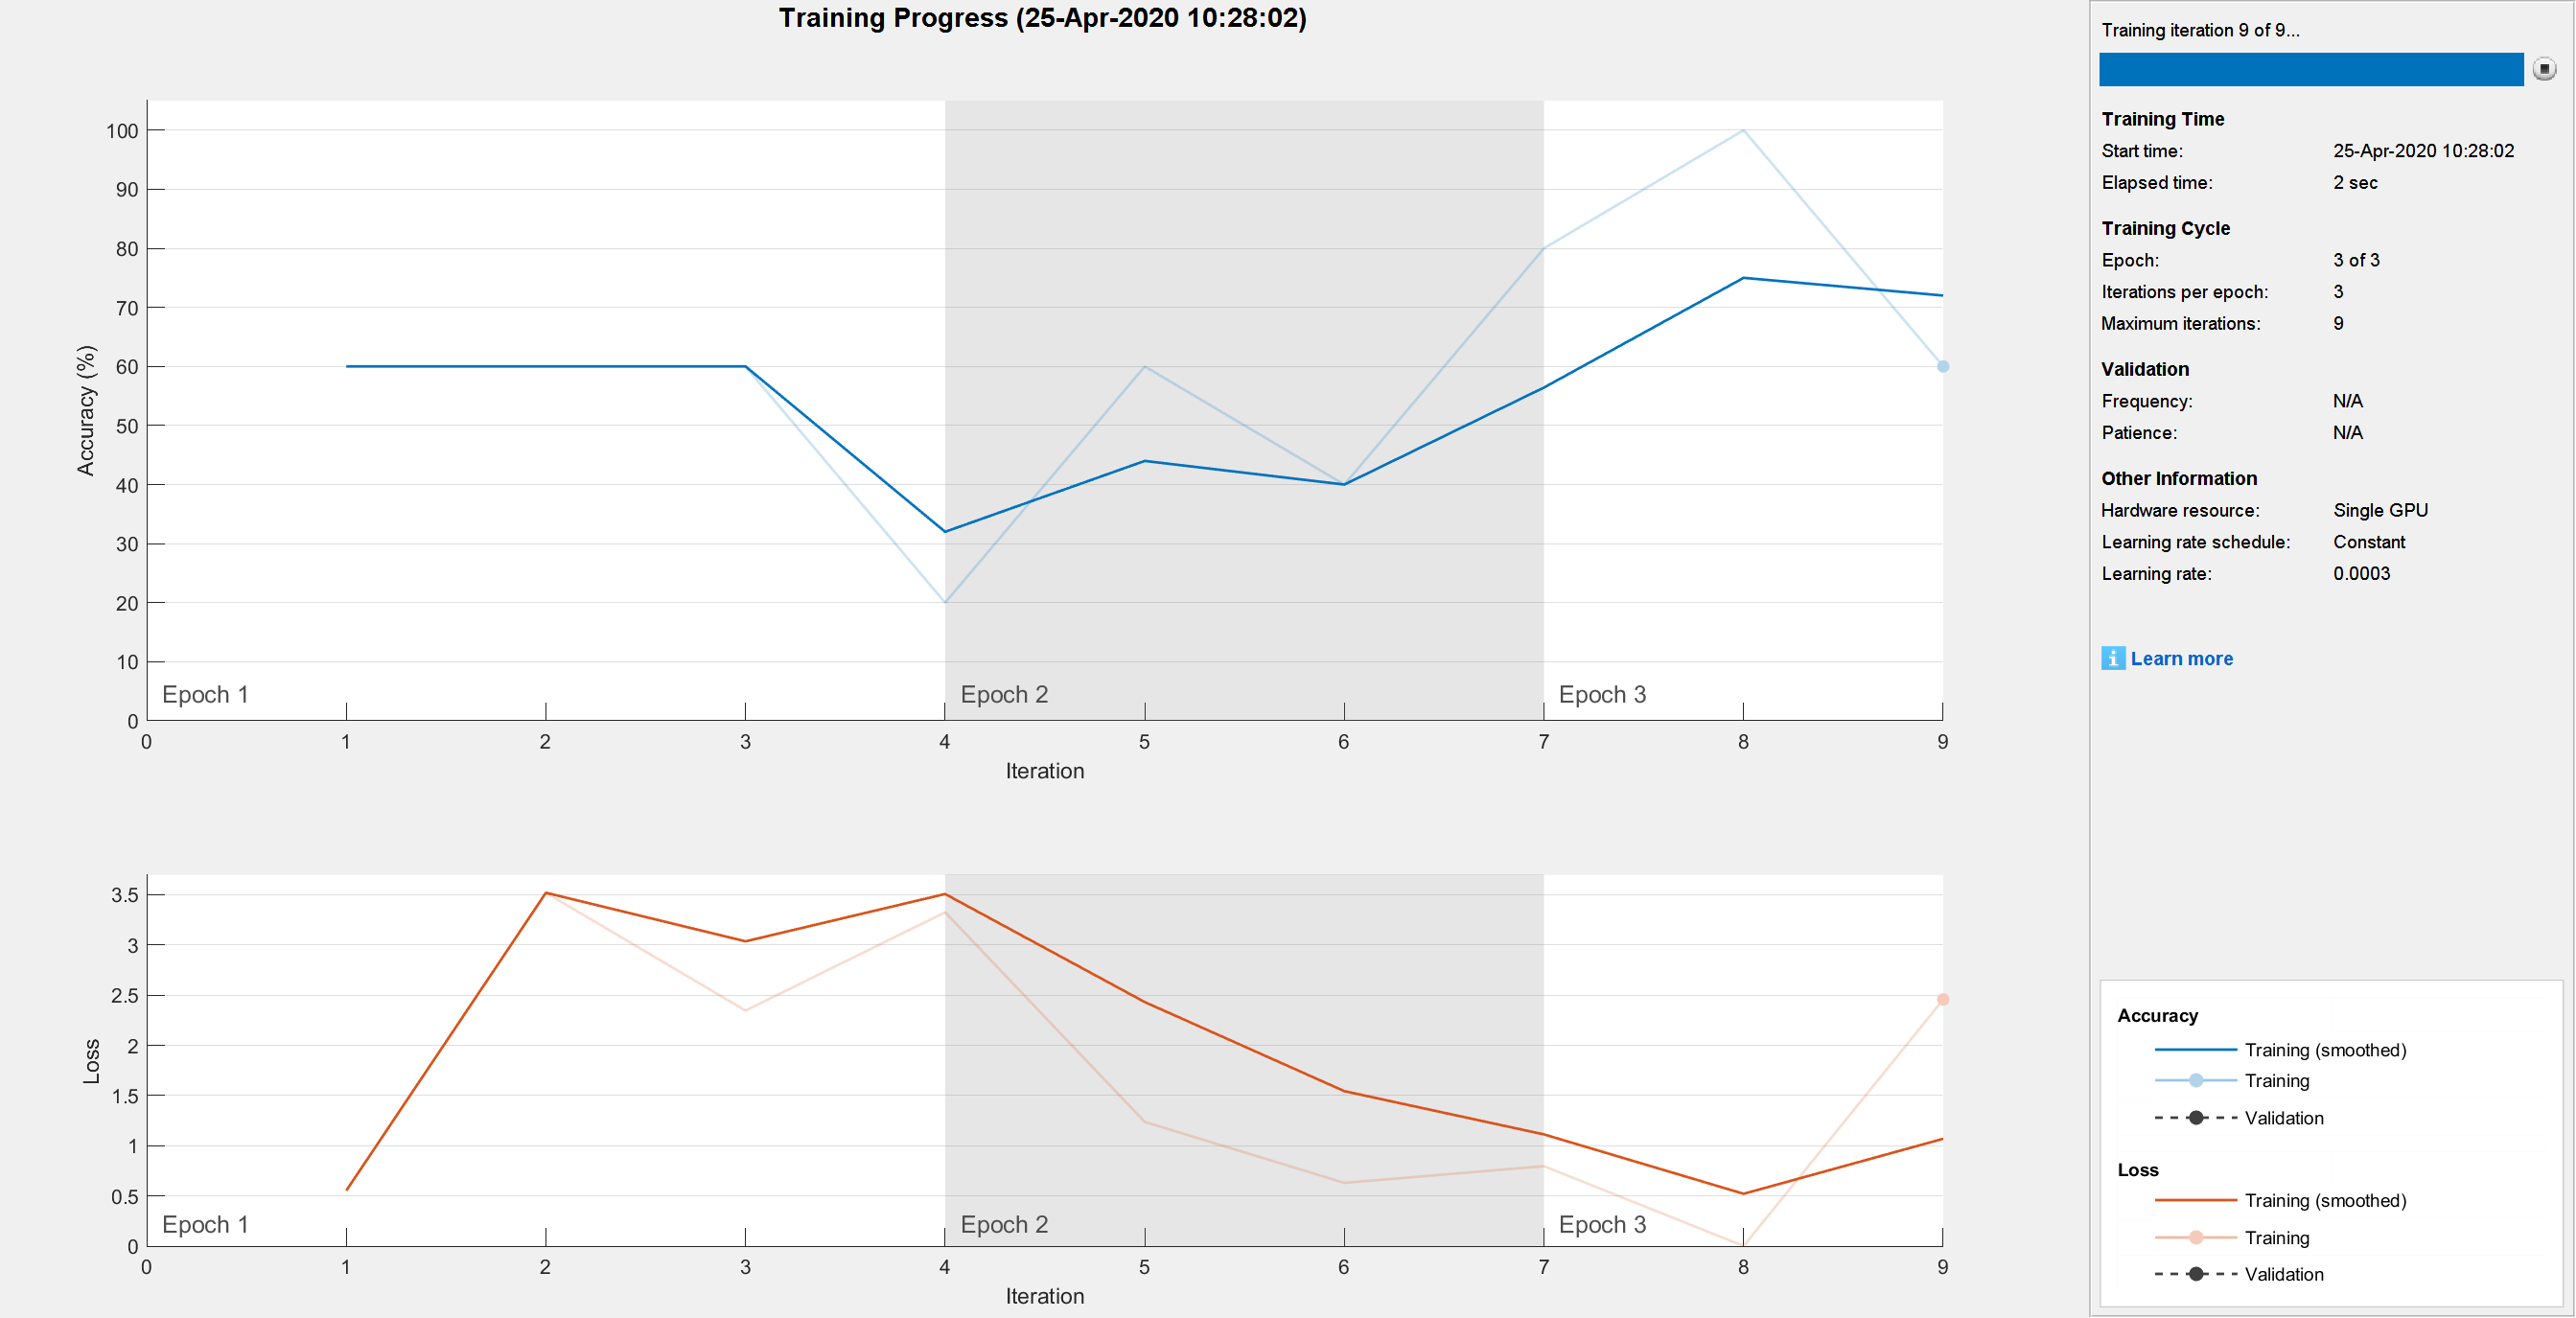 Training Progress (25-Apr-2020 10:28:02)
100
90
80
70
60
50
40
30
20
10
0
Accuracy (%)
Epoch 1 Epoch 2 Epoch 3
0 1 2 3 4 5 6 7 8 9
Iteration
3.5
3
2.5
2
1.5
1
0.5
0
Loss
Epoch 1 Epoch 2 Epoch 3
0 1 2 3 4 5 6 7 8 9
Iteration
Training iteration 9 of 9...
Training Time
Start time: 25-Apr-2020 10:28:02
Elapsed time: 2 sec
Training Cycle
Epoch: 3 of 3
Iterations per epoch: 3
Maximum iterations: 9
Validation
Frequency: N/A
Patience: N/A
Other Information
Hardware resource: Single GPU
Learning rate schedule: Constant
Learning rate: 0.0003
i Learn more
Accuracy
Training (smoothed)
Training
Validation
Loss
Training (smoothed)
Training
Validation